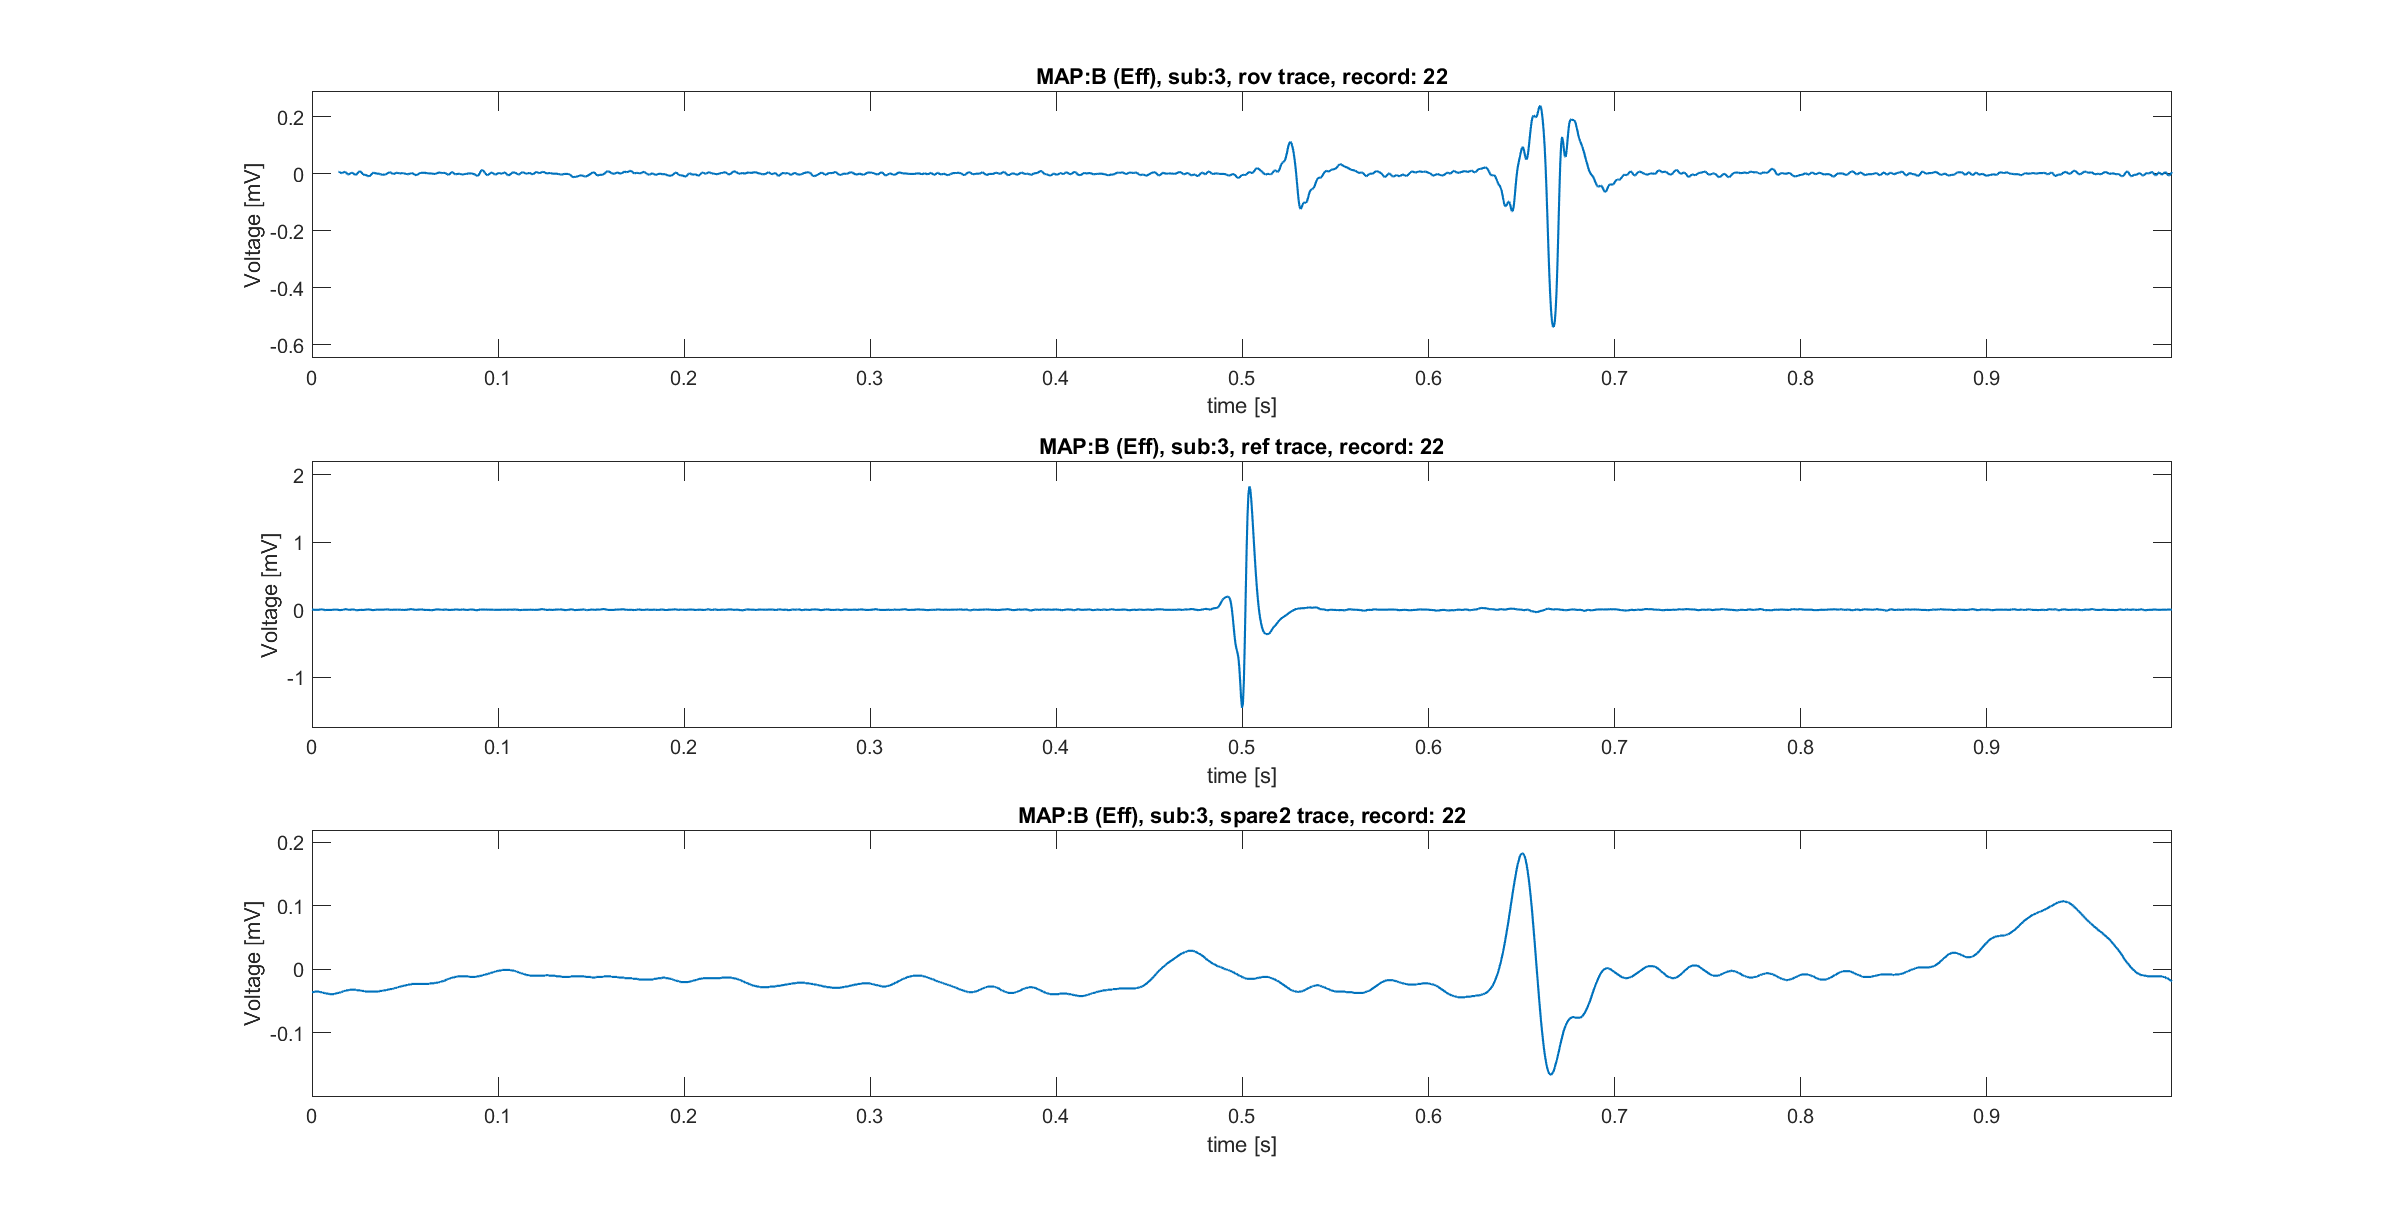 MAP:B (Eff), sub:3, rov trace, record: 22
0.2
0
-0.2
-0.4
-0.6
Voltage [mV]
0 0.1 0.2 0.3 0.4 0.5 0.6 0.7 0.8 0.9
time [s]
MAP:B (Eff), sub:3, ref trace, record: 22
2
1
0
-1
Voltage [mV]
0 0.1 0.2 0.3 0.4 0.5 0.6 0.7 0.8 0.9
time [s]
MAP:B (Eff), sub:3, spare2 trace, record: 22
0.2
0.1
0
-0.1
Voltage [mV]
0 0.1 0.2 0.3 0.4 0.5 0.6 0.7 0.8 0.9
time [s]